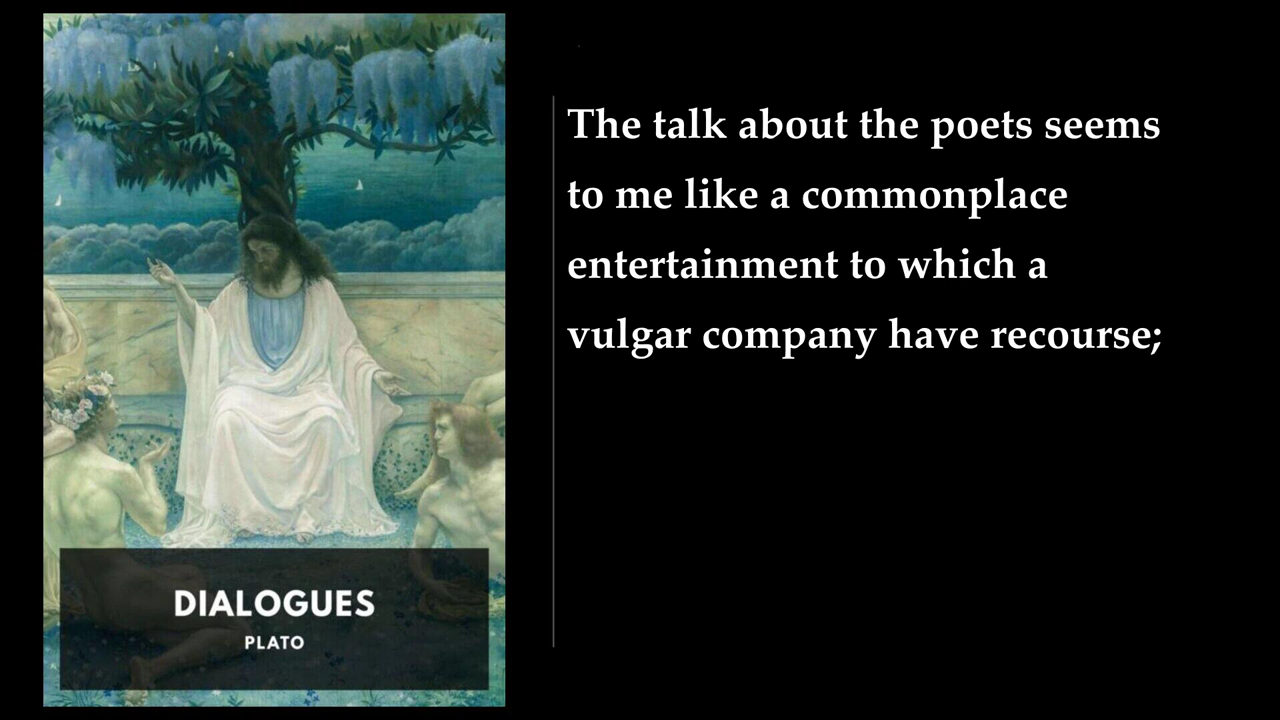 The talk about the poets seems
to me like a commonplace
entertainment to which a
vulgar company have recourse;
DIALOGUES
PLATO